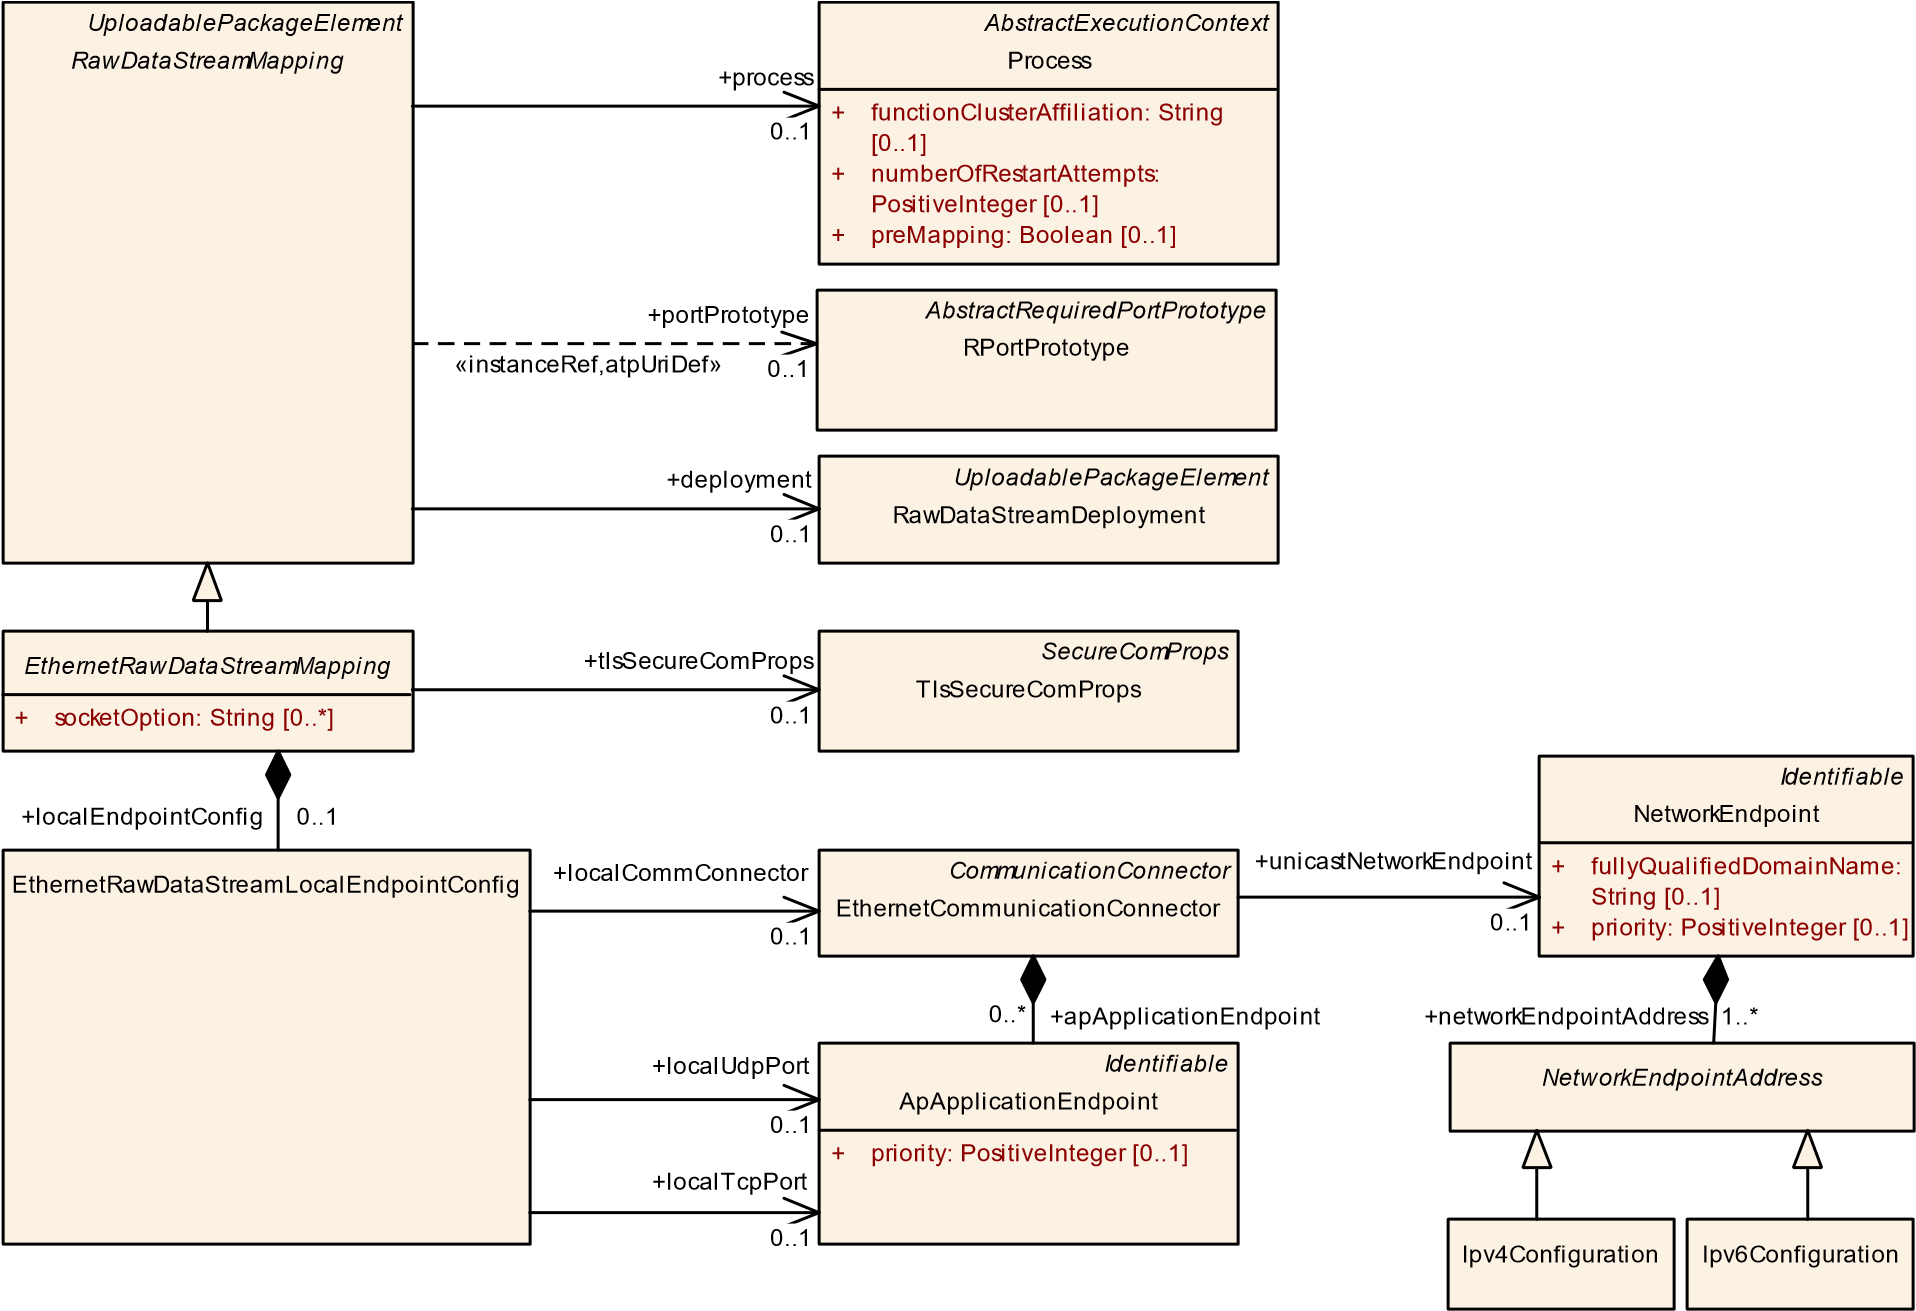 UploadablePackageElement
RawDataStreamMapping
+process
0..1
AbstractExecutionContext
Process
+ functionClusterAffiliation: String
[0..1]
+ numberOfRestartAttempts:
PositiveInteger [0..1]
+ preMapping: Boolean [0..1]
+portPrototype
«instanceRef,atpUriDef»
0..1
AbstractRequiredPortPrototype
RPortPrototype
+deployment
0..1
UploadablePackageElement
RawDataStreamDeployment
EthernetRawDataStreamMapping
+ socketOption: String [0..*]
+tlsSecureComProps
0..1
SecureComProps
TlsSecureComProps
+localEndpointConfig
0..1
EthernetRawDataStreamLocalEndpointConfig
+localCommConnector
0..1
CommunicationConnector
EthernetCommunicationConnector
+unicastNetworkEndpoint
0..1
Identifiable
NetworkEndpoint
+ fullyQualifiedDomainName:
String [0..1]
+ priority: PositiveInteger [0..1]
0..*
+apApplicationEndpoint
+networkEndpointAddress
1..*
+localUdpPort
0..1
+localTcpPort
0..1
Identifiable
ApApplicationEndpoint
+ priority: PositiveInteger [0..1]
NetworkEndpointAddress
Ipv4Configuration
Ipv6Configuration